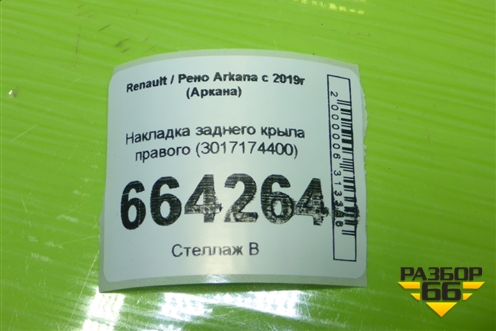 Renault / Рено Arkana с 2019г
(Аркана)
Накладка заднего крыла
правого (3017174400)
664264
Стеллаж В
РАЗБОР
66